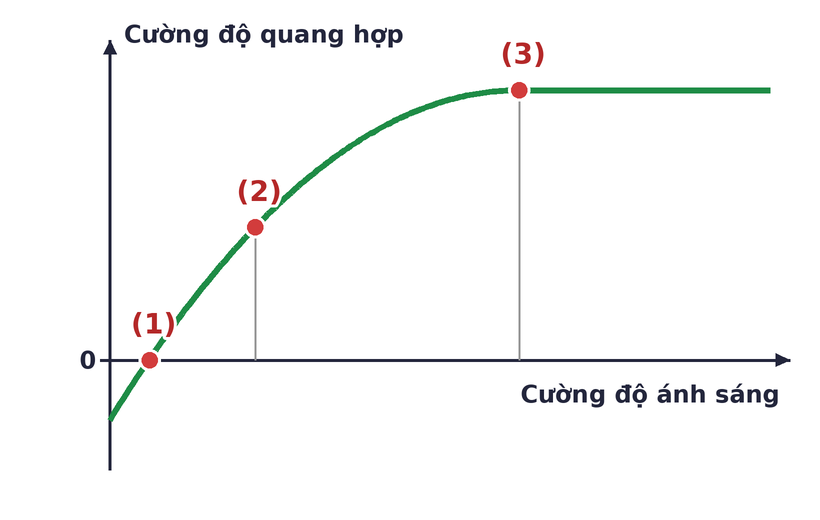 Cường độ quang hợp
(3)
(2)
(1)
0
Cường độ ánh sáng